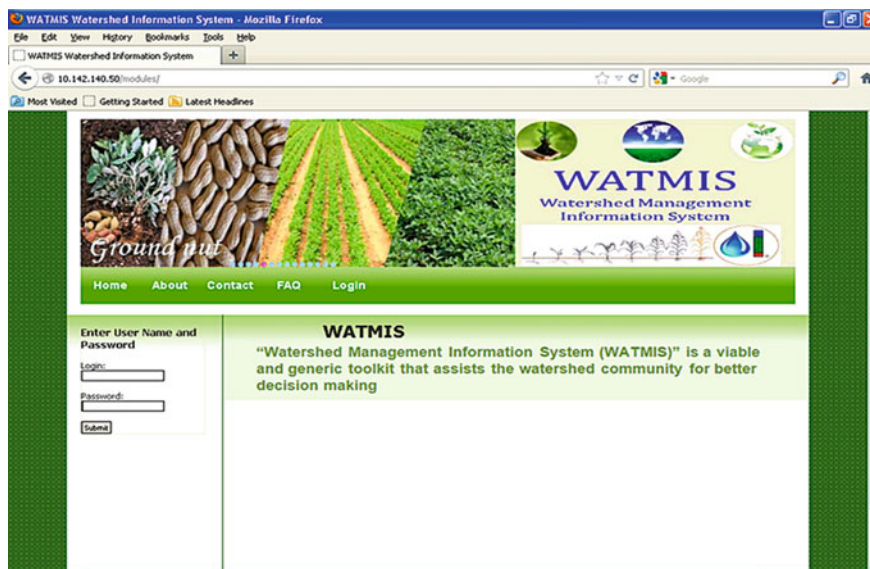 WATMIS Watershed Information System - Mozilla Firefox
File Edit View History Bookmarks Tools Help
WATMIS Watershed Information System
10.142.140.50/modules/
Google
Most Visited Getting Started Latest Headlines
Ground nut
WATMIS
Watershed Management
Information System
Home About Contact FAQ Login
Enter User Name and
Password
Login:
Password:
Submit
WATMIS
“Watershed Management Information System (WATMIS)” is a viable
and generic toolkit that assists the watershed community for better
decision making